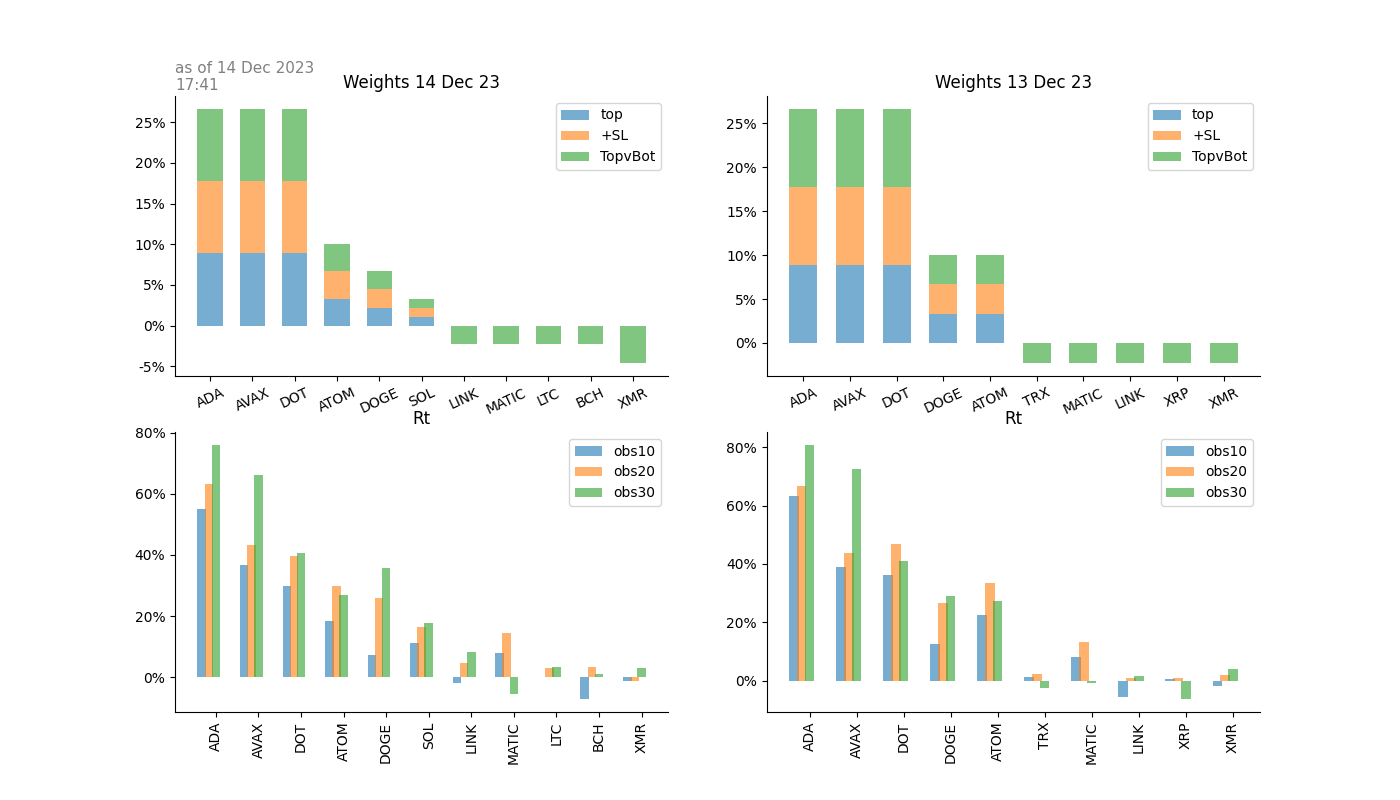 as of 14 Dec 2023
17:41
Weights 14 Dec 23
25%
20%
15%
10%
5%
0%
-5%
top
+SL
TopvBot
ADA AVAX DOT ATOM DOGE SOL LINK MATIC LTC BCH XMR
Weights 13 Dec 23
25%
20%
15%
10%
5%
0%
top
+SL
TopvBot
ADA AVAX DOT DOGE ATOM TRX MATIC LINK XRP XMR
Rt
80%
60%
40%
20%
0%
obs10
obs20
obs30
ADA AVAX DOT ATOM DOGE SOL LINK MATIC LTC BCH XMR
Rt
80%
60%
40%
20%
0%
obs10
obs20
obs30
ADA AVAX DOT DOGE ATOM TRX MATIC LINK XRP XMR